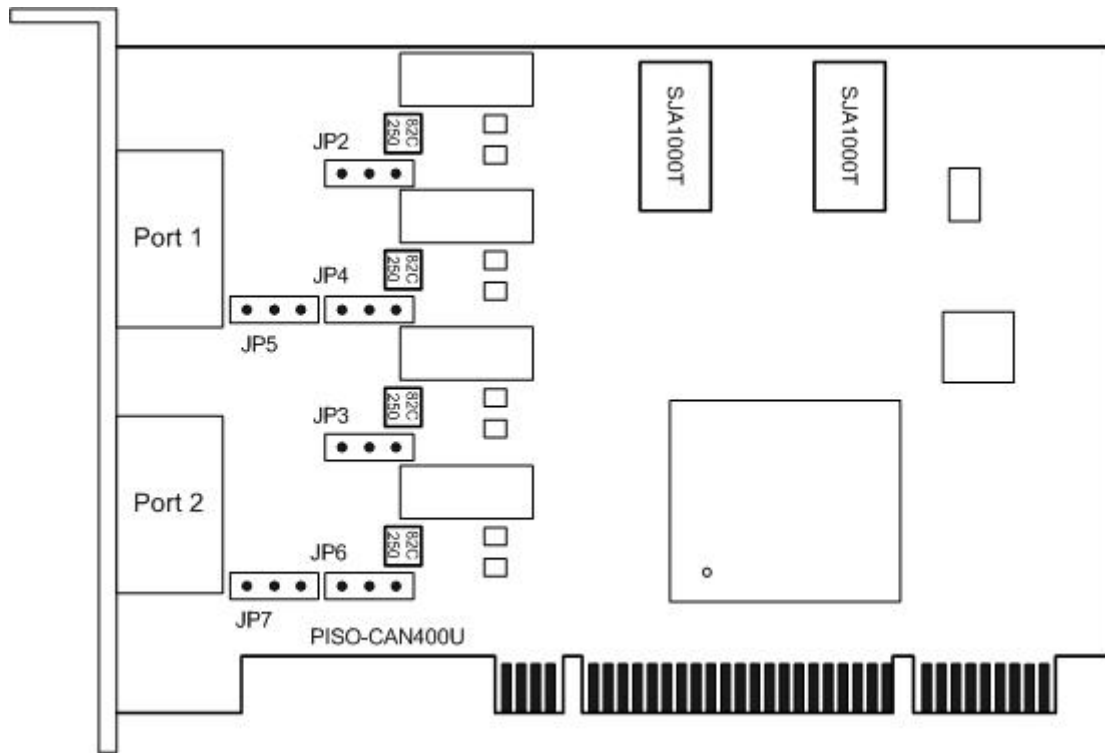 SJA1000T
SJA1000T
82C
250
JP2
Port 1
82C
250
JP4
JP5
82C
250
JP3
Port 2
82C
250
JP6
JP7
PISO-CAN400U